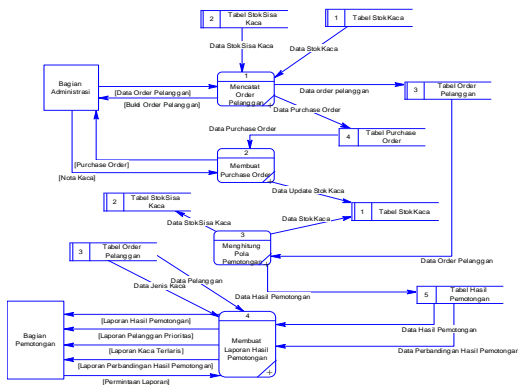 2 Tabel StokSisa
Kaca
1 Tabel StokKaca
Data StokSisa Kaca
Data StokKaca
Bagian
Administrasi
[Data Order Pelanggan]
[Bukti Order Pelanggan]
1
Mencatat
Order
Pelanggan
+
Data order pelanggan
3 Tabel Order
Pelanggan
Data Purchase Order
Data Purchase Order
4 Tabel Purchase
Order
[Purchase Order]
[Nota Kaca]
2
Membuat
Purchase Order
+
Data Update StokKaca
2 Tabel StokSisa
Kaca
Data StokSisa Kaca
Data StokKaca
1 Tabel StokKaca
3
Menghitung
Pola
Pemotongan
+
3 Tabel Order
Pelanggan
Data Order Pelanggan
Data Pelanggan
Data Jenis Kaca
Data Hasil Pemotongan
5 Tabel Hasil
Pemotongan
Bagian
Pemotongan
[Laporan Hasil Pemotongan]
[Laporan Pelanggan Prioritas]
[Laporan Kaca Terlaris]
[Laporan Perbandingan Hasil Pemotongan]
[Permintaan Laporan]
4
Membuat
Laporan Hasil
Pemotongan
+
Data Hasil Pemotongan
Data Perbandingan Hasil Pemotongan